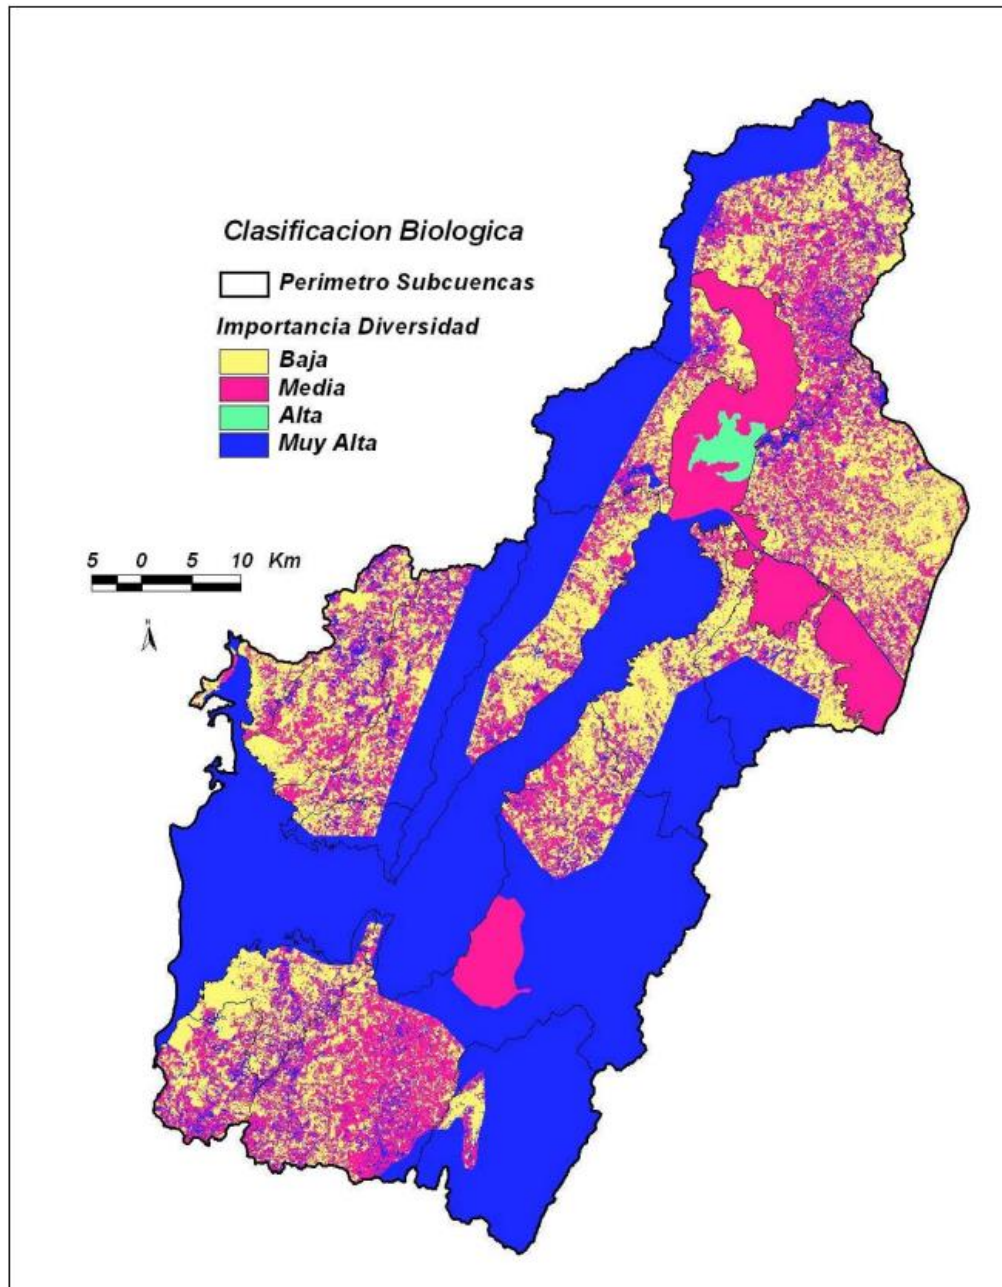 Clasificacion Biologica
Perimetro Subcuencas
Importancia Diversidad
Baja
Media
Alta
Muy Alta
5 0 5 10 Km
N